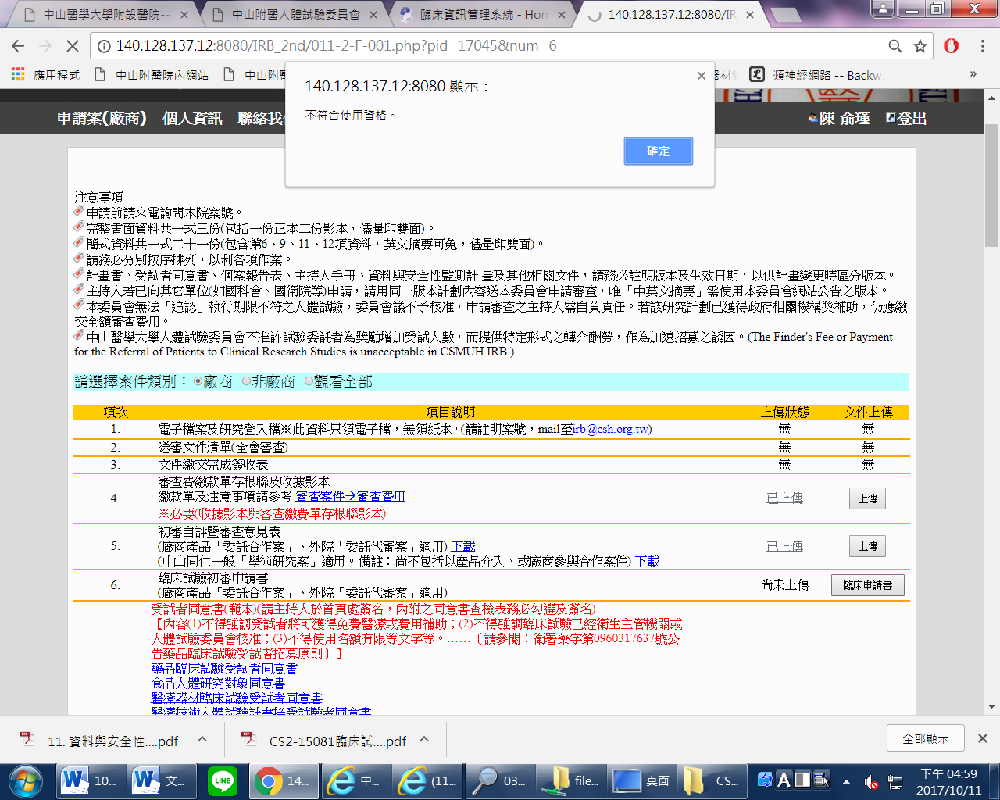 中山醫學大學附設醫院--
中山附醫人體試驗委員會
臨床資訊管理系統 - Hom
140.128.137.12:8080/IR
140.128.137.12:8080/IRB_2nd/011-2-F-001.php?pid=17045&num=6
應用程式
中山附醫院內網站
中山附醫
類神經網路 -- Backw
»
140.128.137.12:8080 顯示：
不符合使用資格。
確定
申請案(廠商)
個人資訊
聯絡我
陳 俞瑾
登出
注意事項
申請前請來電詢問本院案號。
完整書面資料共一式三份(包括一份正本二份影本，儘量印雙面)。
簡式資料共一式二十一份(包含第6、9、11、12項資料，英文摘要可免，儘量印雙面)。
請務必分別按序排列，以利各項作業。
計畫書、受試者同意書、個案報告表、主持人手冊、資料與安全性監測計 畫及其他相關文件，請務必註明版本及生效日期，以供計畫變更時區分版本。
主持人若已向其它單位(如國科會、國衛院等)申請，請用同一版本計劃內容送本委員會申請審查，唯「中英文摘要」需使用本委員會網站公告之版本。
本委員會無法「追認」執行期限不符之人體試驗，委員會議不予核准，申請審查之主持人需自負責任。若該研究計劃已獲得政府相關機構獎補助，仍應繳
交全額審查費用。
中山醫學大學人體試驗委員會不准許試驗委託者為獎勵增加受試人數，而提供特定形式之轉介酬勞，作為加速招募之誘因。(The Finder's Fee or Payment
for the Referral of Patients to Clinical Research Studies is unacceptable in CSMUH IRB.)
請選擇案件類別： 廠商 非廠商 觀看全部
項次 項目說明 上傳狀態 文件上傳
1. 電子檔案及研究登入檔※此資料只須電子檔，無須紙本。(請註明案號，mail至irb@csh.org.tw) 無 無
2. 送審文件清單(全會審查) 無 無
3. 文件繳交完成簽收表 無 無
審查費繳款單存根聯及收據影本
4. 繳款單及注意事項請參考 審查案件→審查費用 已上傳 上傳
※必要(收據影本與審查繳費單存根聯影本)
初審自評暨審查意見表
5. (廠商產品「委託合作案」、外院「委託代審案」適用) 下載 已上傳 上傳
(中山同仁一般「學術研究案」適用。備註：尚不包括以產品介入、或廠商參與合作案件) 下載
臨床試驗初審申請書
6. (廠商產品「委託合作案」、外院「委託代審案」適用) 尚未上傳 臨床申請書
受試者同意書(範本)(請主持人於首頁處簽名，內附之同意書查檢表務必勾選及簽名)
［內容(1)不得強調受試者將可獲得免費醫療或費用補助；(2)不得強調臨床試驗已經衛生主管機關或
人體試驗委員會核准；(3)不得使用名額有限等文字等。……〔請參閱：衛署藥字第0960317637號公
告藥品臨床試驗受試者招募原則〕］
藥品臨床試驗受試者同意書
食品人體研究對象同意書
醫療器材臨床試驗受試者同意書
醫療技術人體試驗計畫接受試驗者同意書
11. 資料與安全性....pdf
CS2-15081臨床試....pdf
全部顯示
10...
文...
LINE
14...
中...
(11...
03...
file...
桌面
CS...
下午 04:59
2017/10/11